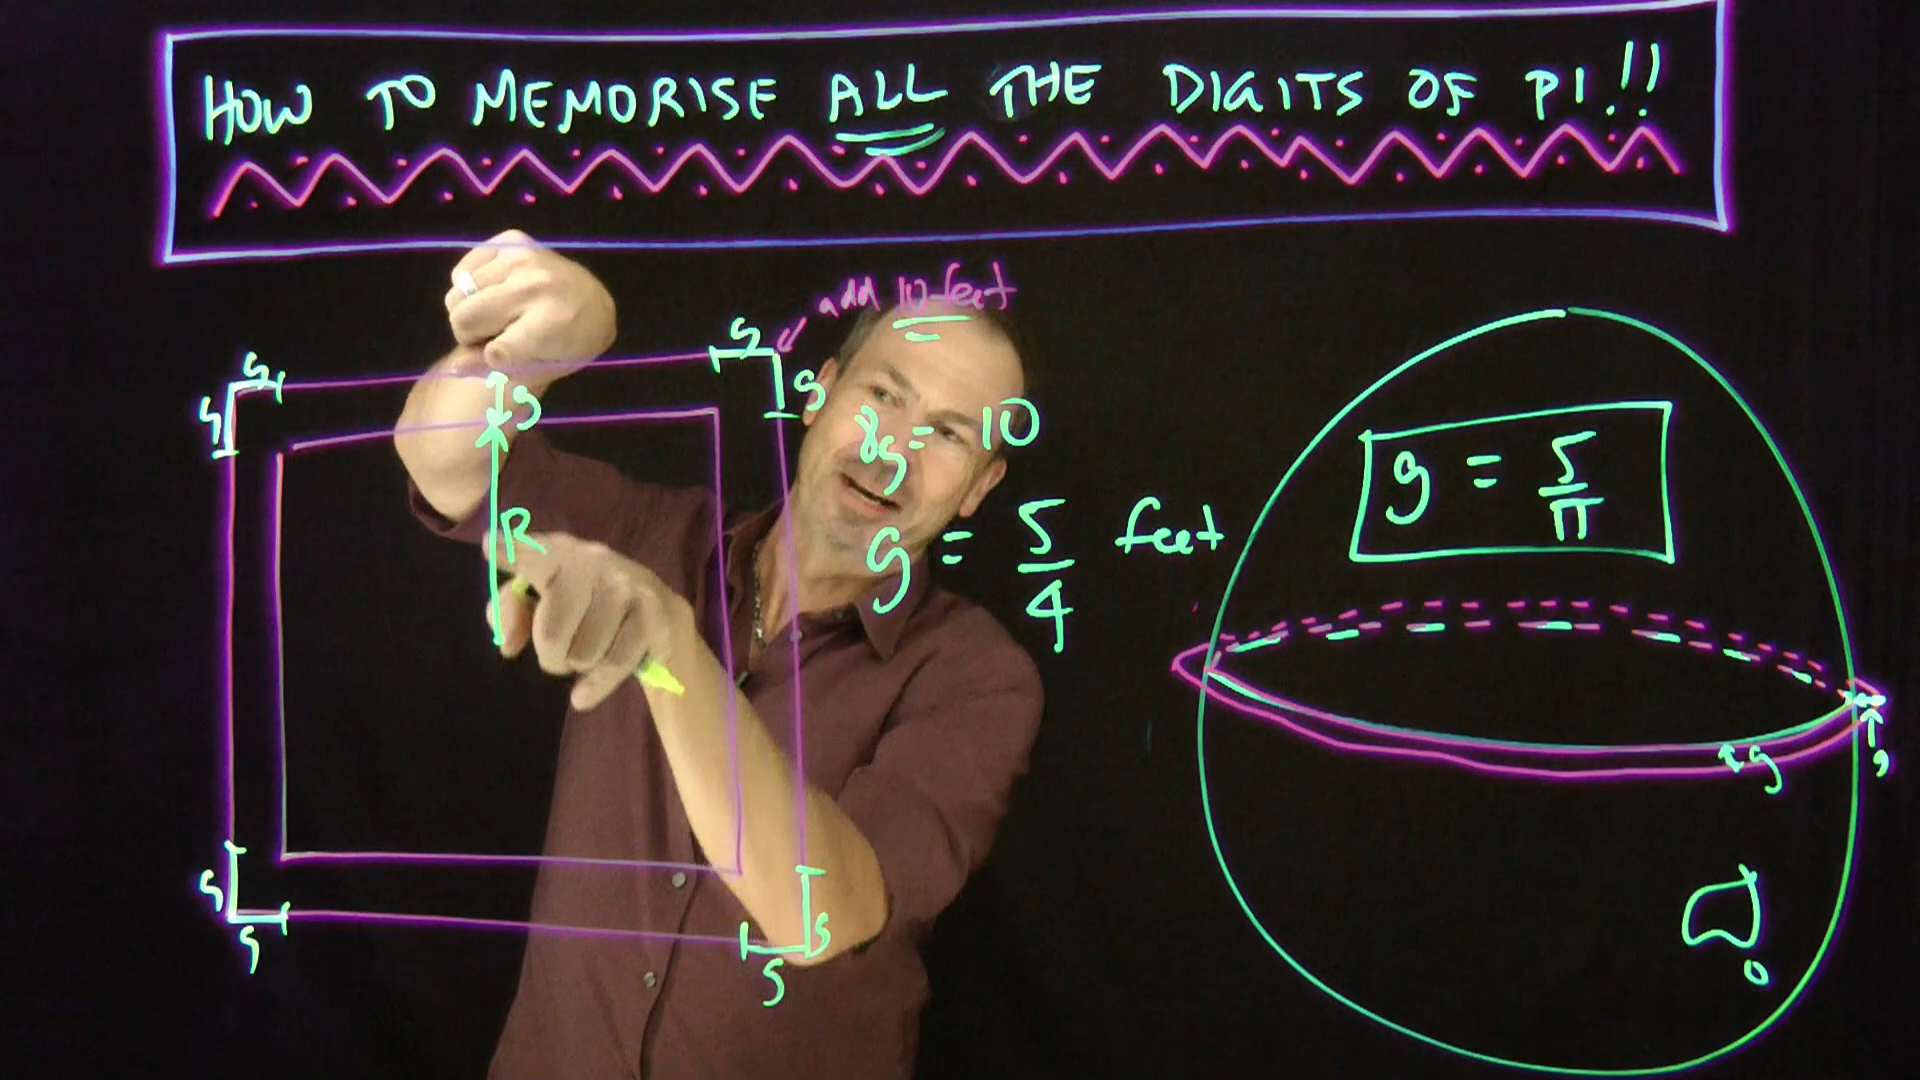 HOW TO MEMORISE ALL THE DIGITS OF PI!!
add 10 feet
g
g
g
g
g
g
R
8g = 10
g = 5/4 feet
g = 5/π
g
g
g
g
g
g